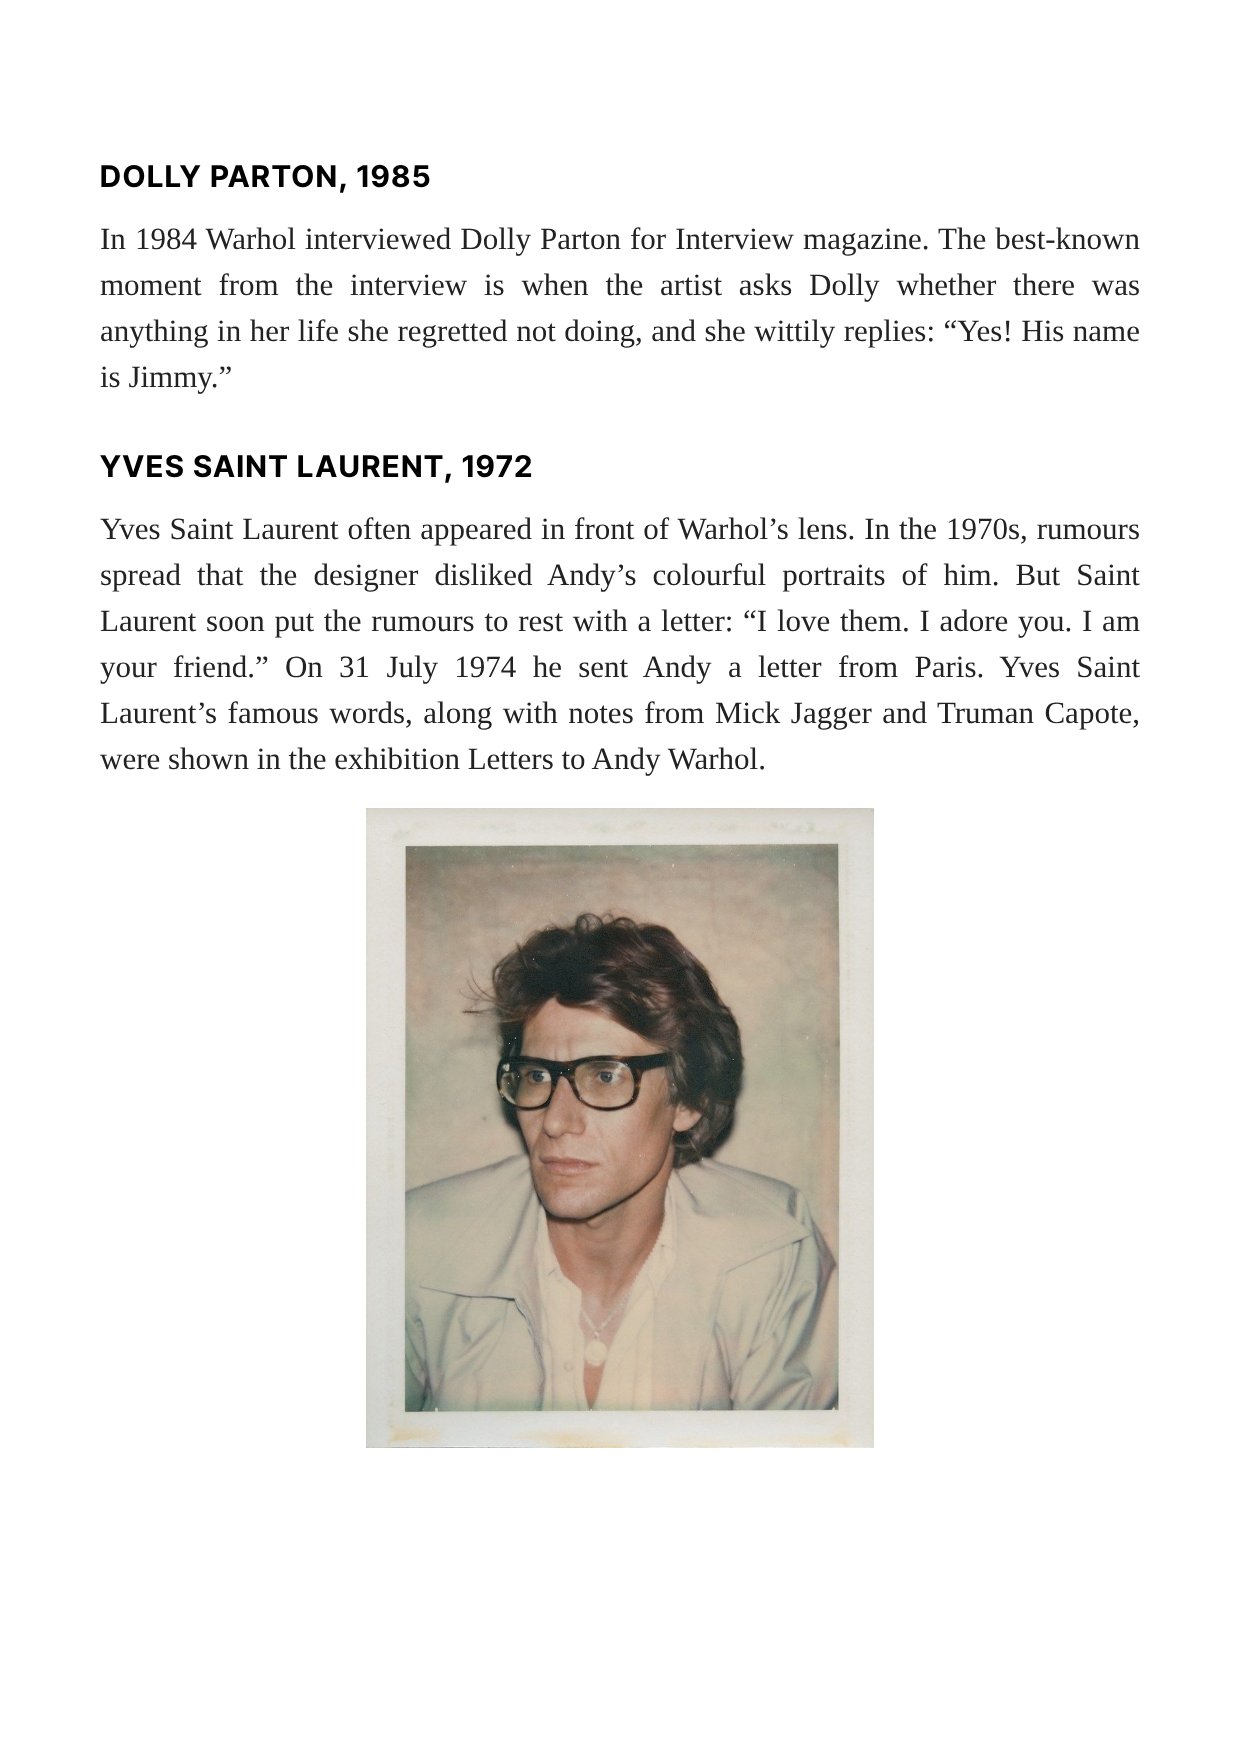 DOLLY PARTON, 1985
In 1984 Warhol interviewed Dolly Parton for Interview magazine. The best-known
moment from the interview is when the artist asks Dolly whether there was
anything in her life she regretted not doing, and she wittily replies: “Yes! His name
is Jimmy.”
YVES SAINT LAURENT, 1972
Yves Saint Laurent often appeared in front of Warhol’s lens. In the 1970s, rumours
spread that the designer disliked Andy’s colourful portraits of him. But Saint
Laurent soon put the rumours to rest with a letter: “I love them. I adore you. I am
your friend.” On 31 July 1974 he sent Andy a letter from Paris. Yves Saint
Laurent’s famous words, along with notes from Mick Jagger and Truman Capote,
were shown in the exhibition Letters to Andy Warhol.